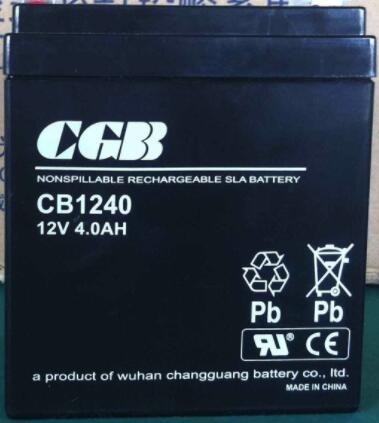 CGB
NONSPILLABLE RECHARGEABLE SLA BATTERY
CB1240
12V 4.0AH
Pb Pb
RU® CE
a product of wuhan changguang battery co., ltd.
MADE IN CHINA